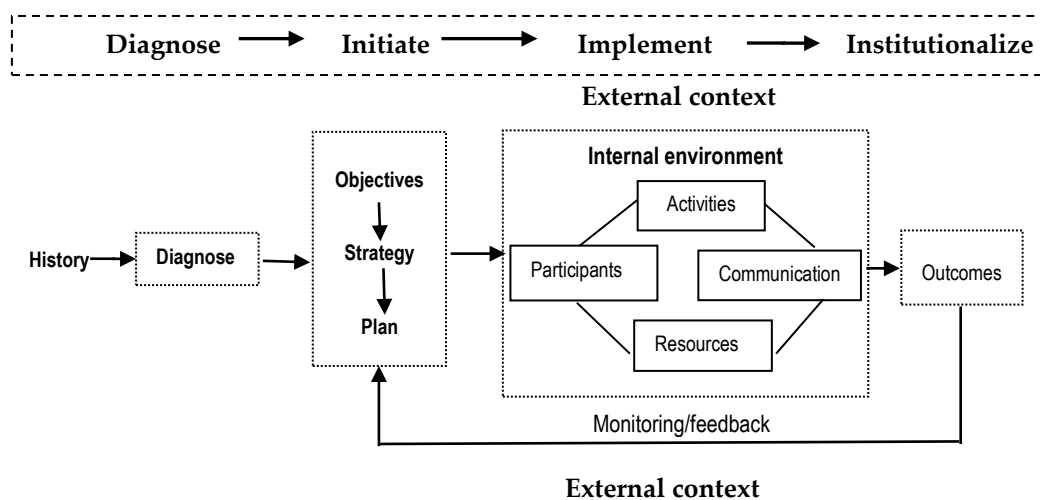 Diagnose Initiate Implement Institutionalize
External context
Internal environment
Objectives
Activities
History Diagnose Strategy Participants Communication Outcomes
Plan
Resources
Monitoring/feedback
External context